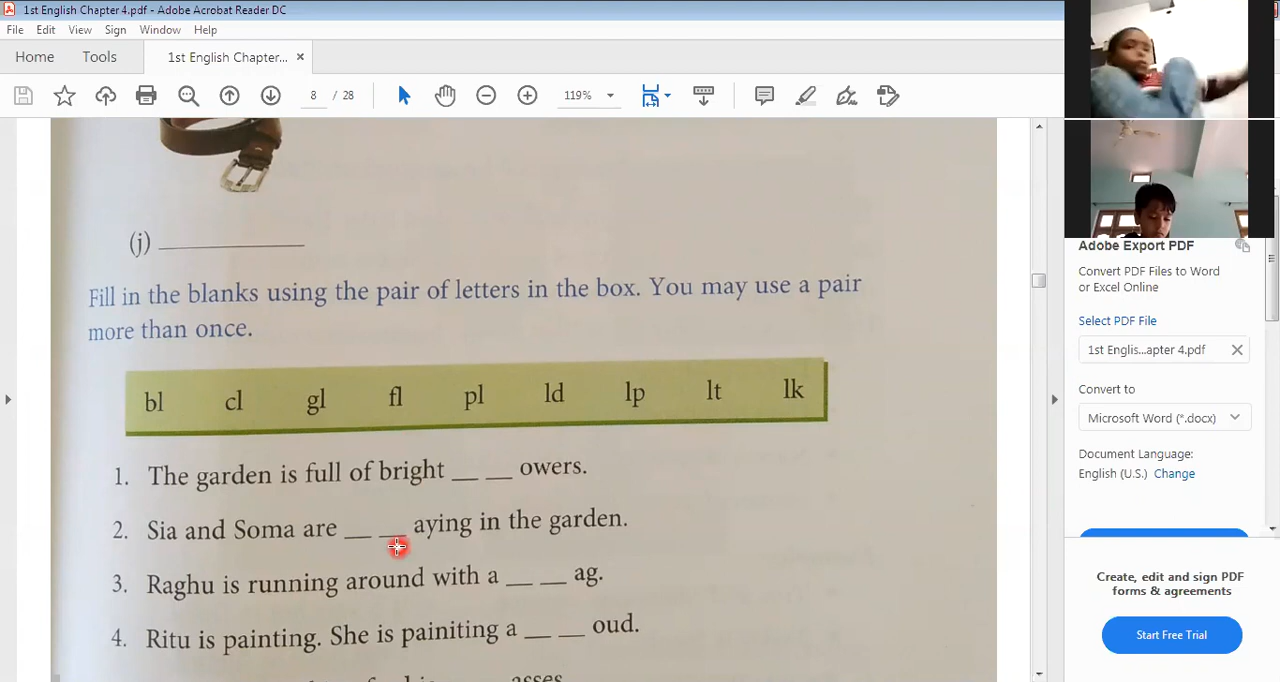 1st English Chapter 4.pdf - Adobe Acrobat Reader DC
File Edit View Sign Window Help
Home Tools 1st English Chapter... ×
8 / 28 119%
(j)
Fill in the blanks using the pair of letters in the box. You may use a pair
more than once.
bl cl gl fl pl ld lp lt lk
1. The garden is full of bright __ __ owers.
2. Sia and Soma are __ __ aying in the garden.
3. Raghu is running around with a __ __ ag.
4. Ritu is painting. She is painiting a __ __ oud.
asses
Adobe Export PDF
Convert PDF Files to Word
or Excel Online
Select PDF File
1st Englis...apter 4.pdf ×
Convert to
Microsoft Word (*.docx)
Document Language:
English (U.S.) Change
Create, edit and sign PDF
forms & agreements
Start Free Trial